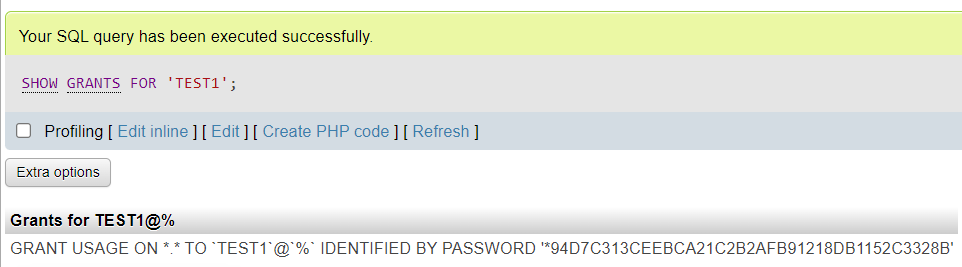 Your SQL query has been executed successfully.
SHOW GRANTS FOR 'TEST1';
Profiling [ Edit inline ] [ Edit ] [ Create PHP code ] [ Refresh ]
Extra options
Grants for TEST1@%
GRANT USAGE ON *.* TO `TEST1`@`%` IDENTIFIED BY PASSWORD '*94D7C313CEEBCA21C2B2AFB91218DB1152C3328B'